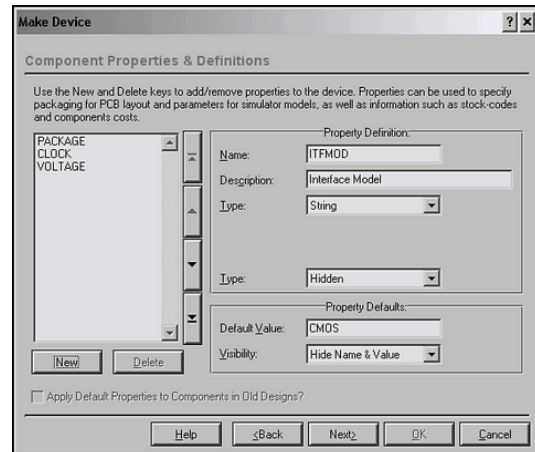 Make Device
Component Properties & Definitions
Use the New and Delete keys to add/remove properties to the device. Properties can be used to specify
packaging for PCB layout and parameters for simulator models, as well as information such as stock-codes
and components costs.
PACKAGE
CLOCK
VOLTAGE
Property Definition:
Name: ITFMOD
Description: Interface Model
Type: String
Type: Hidden
Property Defaults:
Default Value: CMOS
Visibility: Hide Name & Value
New Delete
Apply Default Properties to Components in Old Designs?
Help <Back Next> OK Cancel